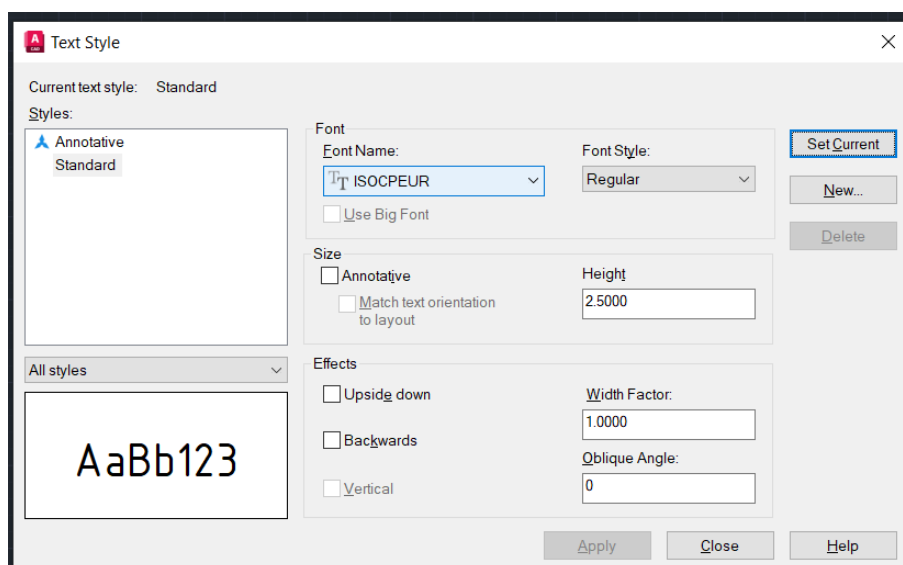 A
CAD
Text Style
Current text style: Standard
Styles:
Annotative
Standard
All styles
AaBb123
Font
Font Name:
TT ISOCPEUR
Use Big Font
Font Style:
Regular
Size
Annotative
Match text orientation
to layout
Height
2.5000
Effects
Upside down
Backwards
Vertical
Width Factor:
1.0000
Oblique Angle:
0
Set Current
New...
Delete
Apply
Close
Help